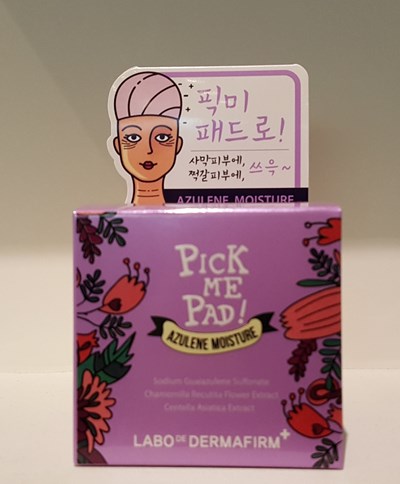 픽미
패드로!
사막피부에,
쩍갈피부에, 쓰윽~
AZULENE MOISTURE
PICK
ME
PAD!
AZULENE MOISTURE
Sodium Guaiazulene Sulfonate
Chamomilla Recutita Flower Extract
Centella Asiatica Extract
LABO DE DERMAFIRM+